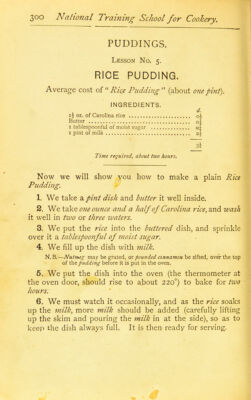 300 National Training School for Cookery.
PUDDINGS.
LESSON No. 5.
RICE PUDDING.
Average cost of "Rice Pudding" (about one pint).
INGREDIENTS.
d.
1½ oz. of Carolina rice
Butter
1 tablespoonful of moist sugar
1 pint of milk
Time required, about two hours.
Now we will show you how to make a plain Rice
Pudding.
1. We take a pint dish and butter it well inside.
2. We take one ounce and a half of Carolina rice, and wash
it well in two or three waters.
3. We put the rice into the buttered dish, and sprinkle
over it a tablespoonful of moist sugar.
4. We fill up the dish with milk.
N.B.—Nutmeg may be grated, or pounded cinnamon be sifted, over the top
of the pudding before it is put in the oven.
5. We put the dish into the oven (the thermometer at
the oven door, should rise to about 220°) to bake for two
hours.
6. We must watch it occasionally, and as the rice soaks
up the milk, more milk should be added (carefully lifting
up the skin and pouring the milk in at the side), so as to
keep the dish always full. It is then ready for serving.